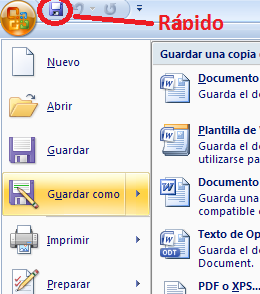 Rápido
Nuevo
Abrir
Guardar
Guardar como
Imprimir
Preparar
Guardar una copia
Documento
Guarda el d
Plantilla de
Guarda el d
utilizarse pa
Documento
Guarda una
compatible
Texto de Op
Guarda el d
Document.
ODT
PDF o XPS...